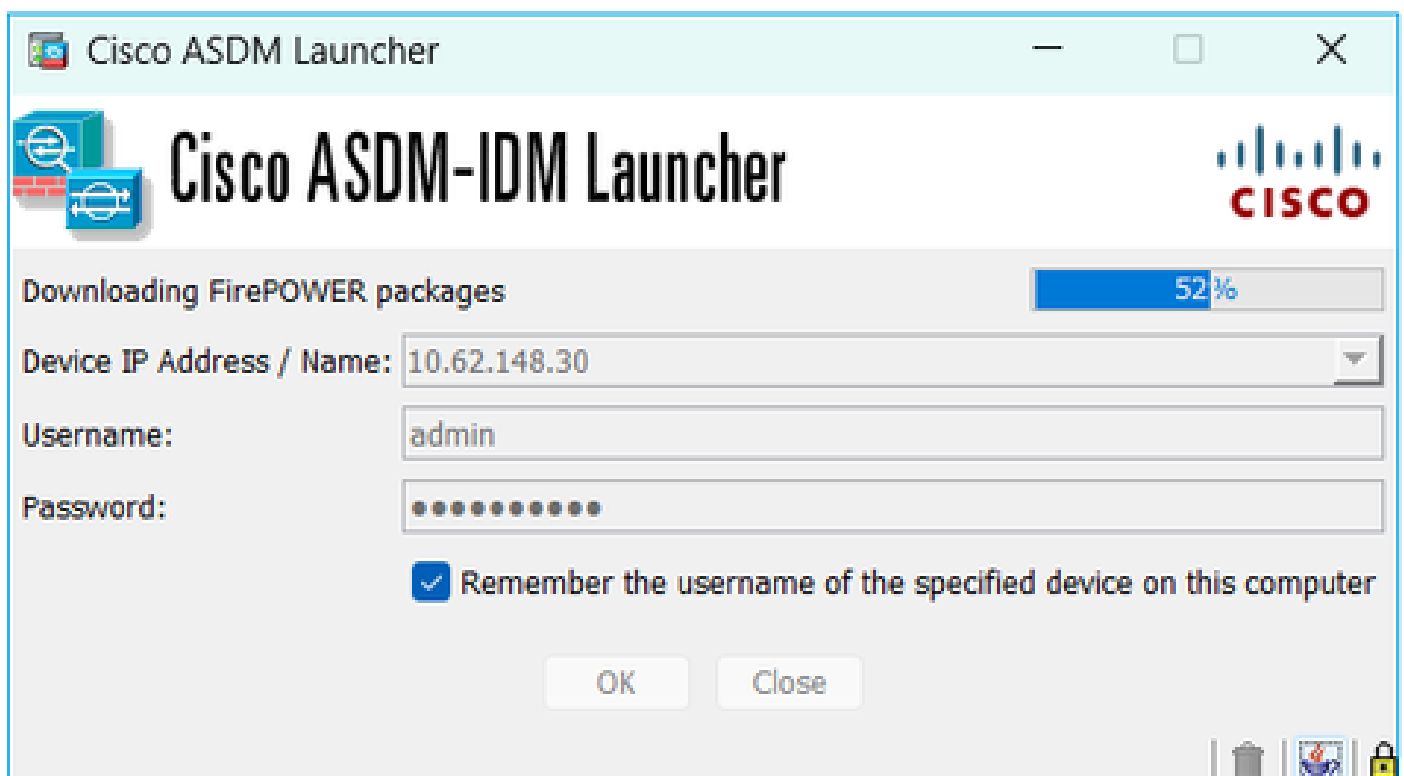 Cisco ASDM Launcher
Cisco ASDM-IDM Launcher
CISCO
Downloading FirePOWER packages 52%
Device IP Address / Name: 10.62.148.30
Username: admin
Password: ●●●●●●●●●●
Remember the username of the specified device on this computer
OK Close